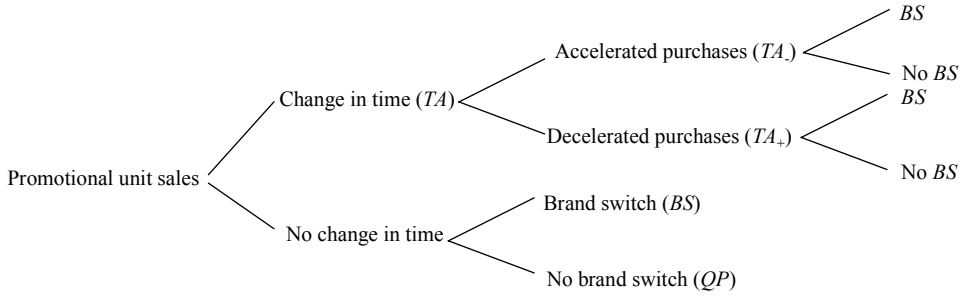 BS
Accelerated purchases (TA-)
No BS
Change in time (TA)
BS
Decelerated purchases (TA+)
No BS
Promotional unit sales
Brand switch (BS)
No change in time
No brand switch (QP)